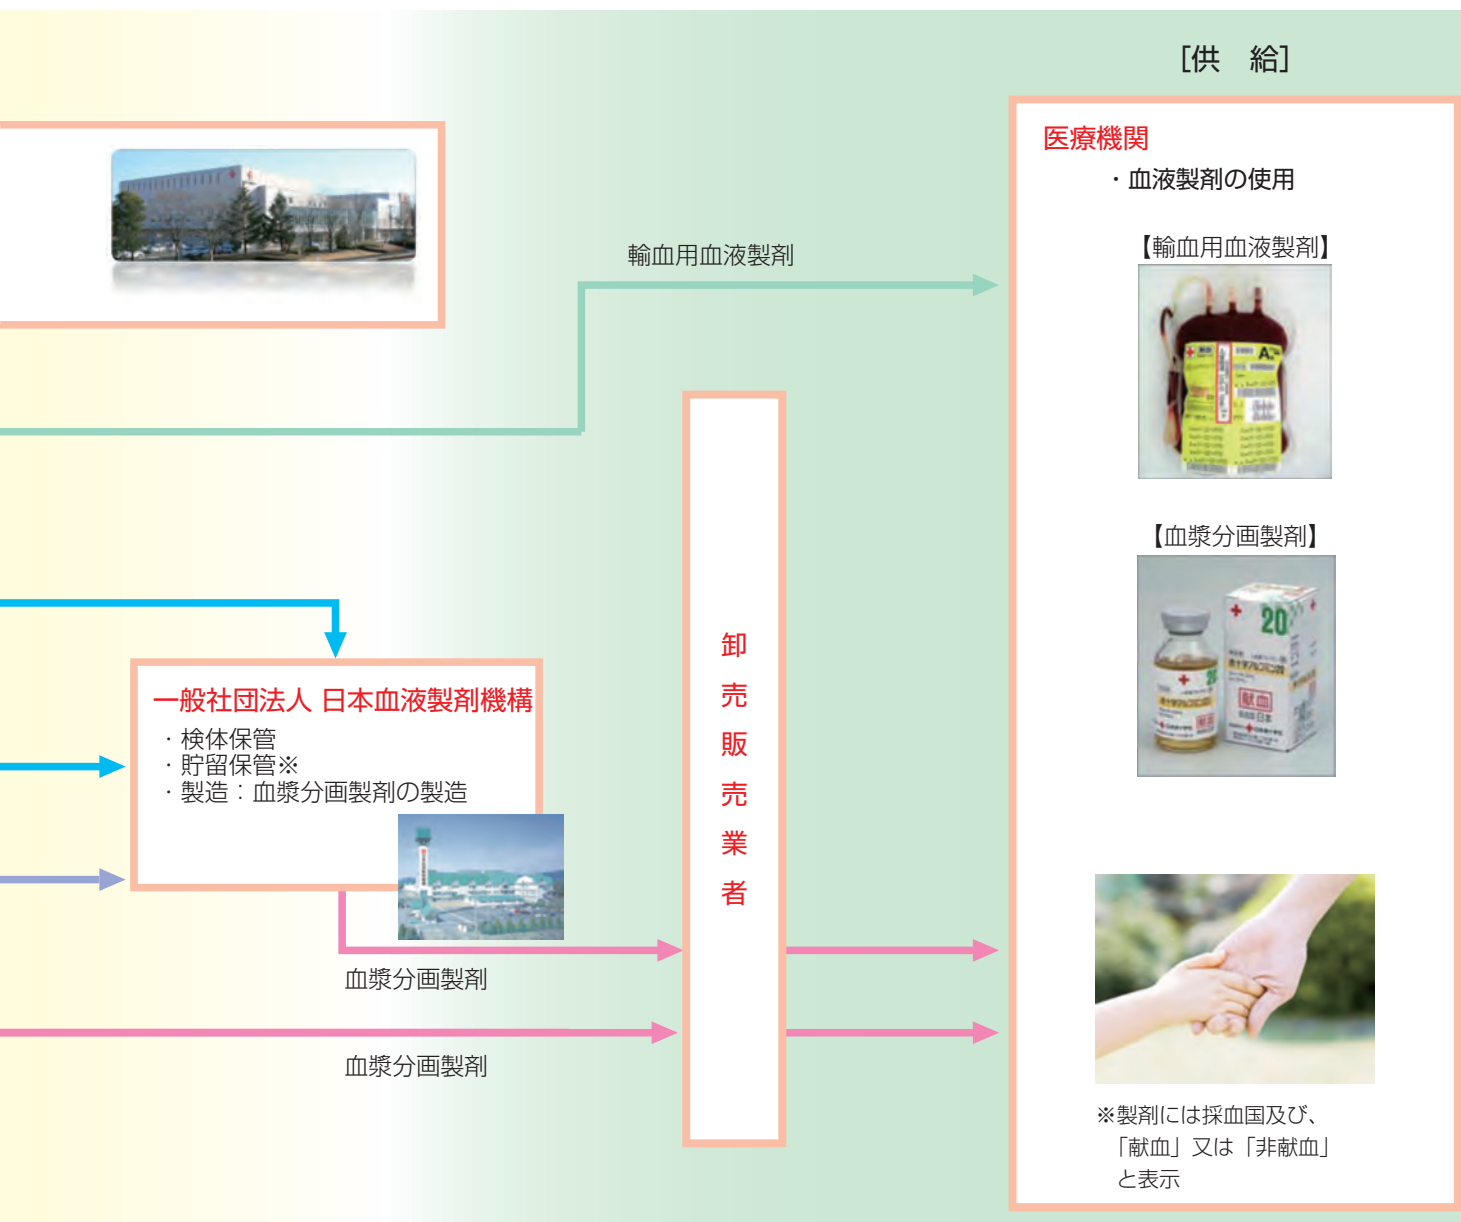 ［供　給］
医療機関
・血液製剤の使用
輸血用血液製剤
【輸血用血液製剤】
A
【血漿分画製剤】
20
献血
日本
卸売販売業者
一般社団法人 日本血液製剤機構
・検体保管
・貯留保管※
・製造：血漿分画製剤の製造
血漿分画製剤
血漿分画製剤
※製剤には採血国及び、
「献血」又は「非献血」
と表示